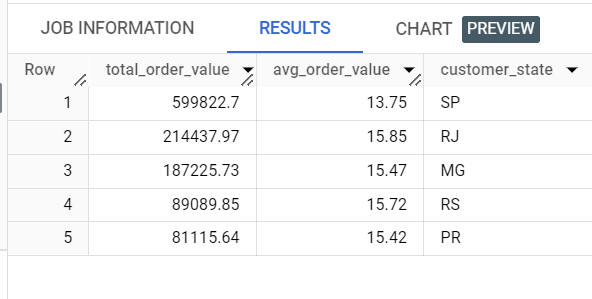 JOB INFORMATION RESULTS CHART PREVIEW
Row total_order_value avg_order_value customer_state
1 599822.7 13.75 SP
2 214437.97 15.85 RJ
3 187225.73 15.47 MG
4 89089.85 15.72 RS
5 81115.64 15.42 PR